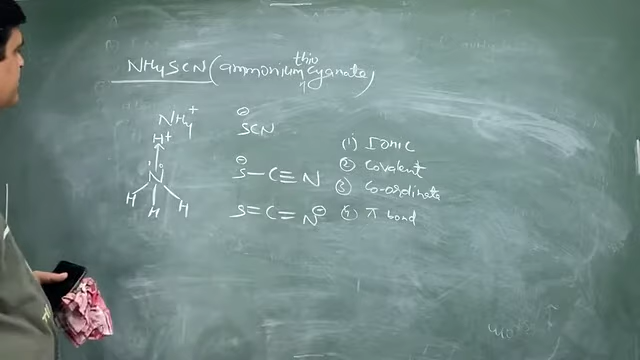 NH4SCN (ammonium thio cyanate)
NH4+
H+
N
H H H
⊖
SCN
⊖
S-C≡N
S=C=N⊖
(1) Ionic
(2) Covalent
(3) Co-ordinate
(4) π bond